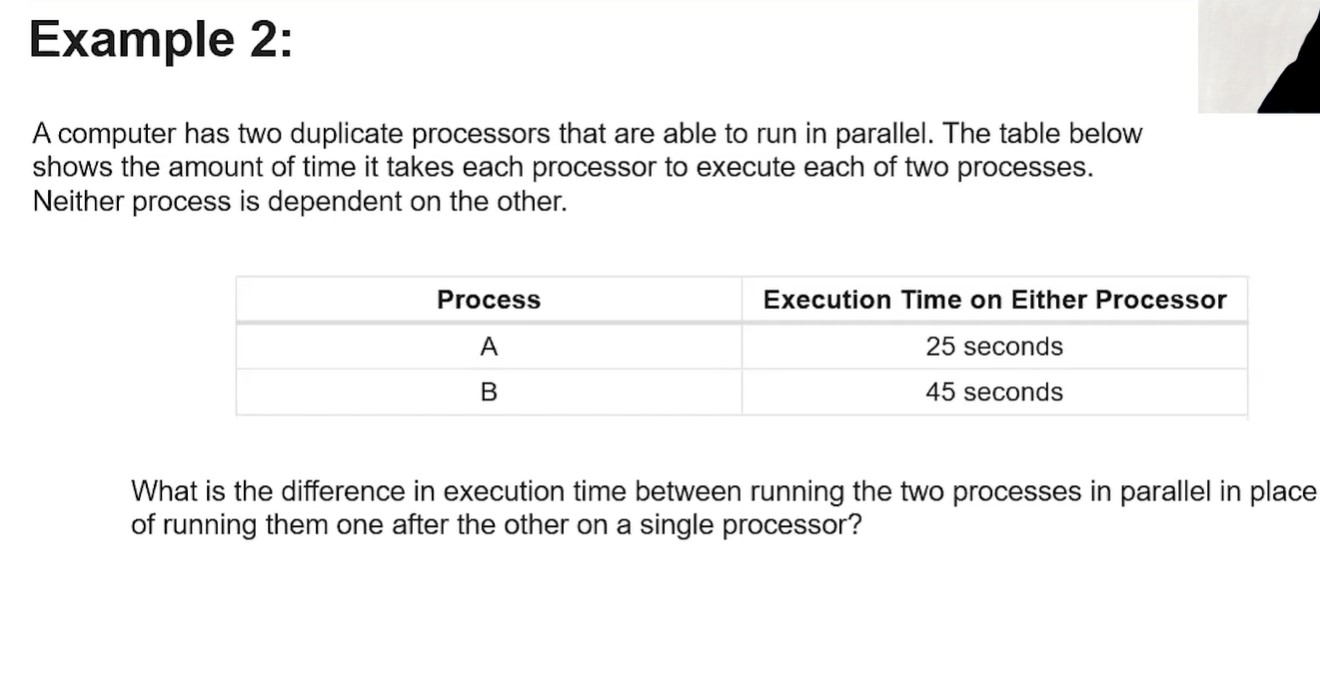 Example 2:
A computer has two duplicate processors that are able to run in parallel. The table below
shows the amount of time it takes each processor to execute each of two processes.
Neither process is dependent on the other.
Process Execution Time on Either Processor
A 25 seconds
B 45 seconds
What is the difference in execution time between running the two processes in parallel in place
of running them one after the other on a single processor?